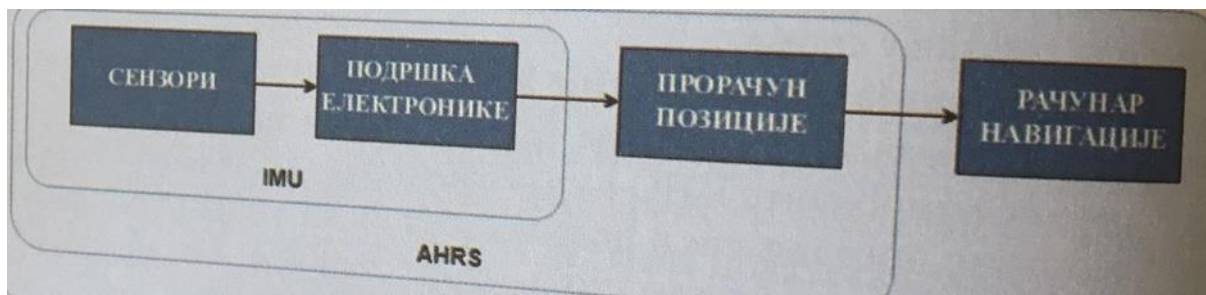 СЕНЗОРИ
ПОДРШКА
ЕЛЕКТРОНИКЕ
ПРОРАЧУН
ПОЗИЦИЈЕ
РАЧУНАР
НАВИГАЦИЈЕ
IMU
AHRS